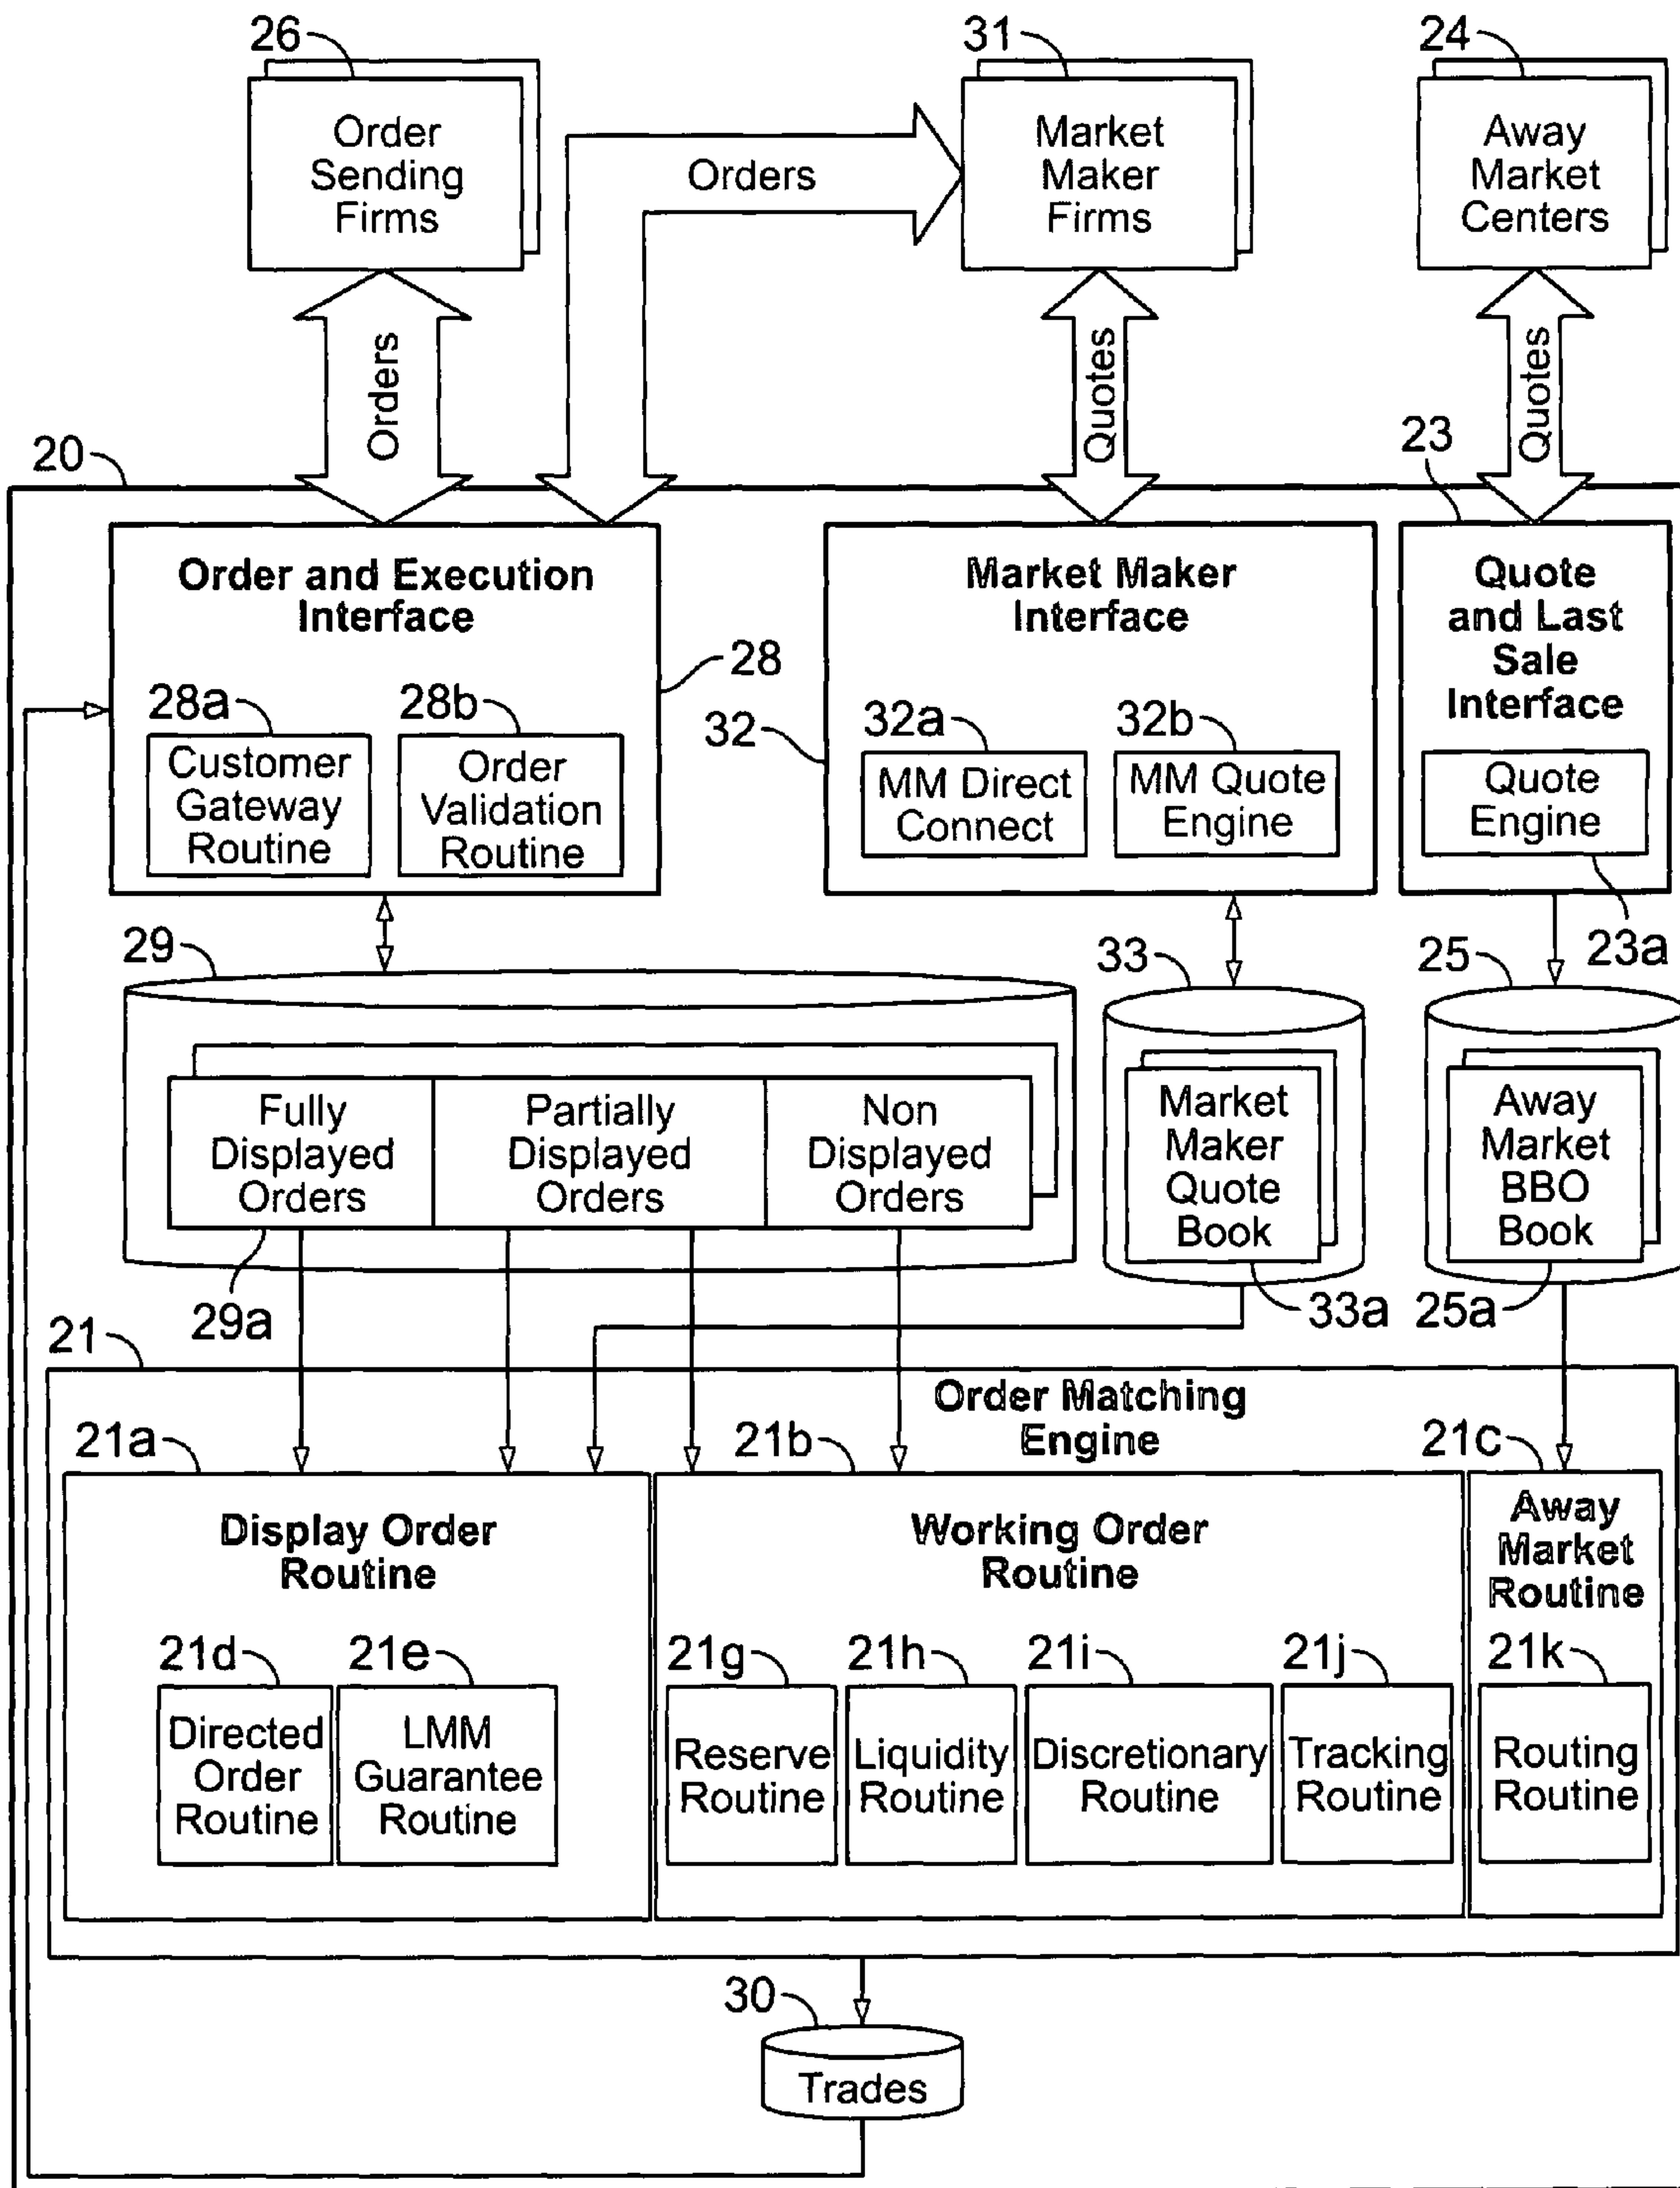 26
31
24
Order
Sending
Firms
Orders
Market
Maker
Firms
Away
Market
Centers
Orders
Quotes
Quotes
20
23
Order and Execution
Interface
28
28a
28b
Customer
Gateway
Routine
Order
Validation
Routine
Market Maker
Interface
32
32a
32b
MM Direct
Connect
MM Quote
Engine
Quote
and Last
Sale
Interface
Quote
Engine
23a
29
33
25
Fully
Displayed
Orders
Partially
Displayed
Orders
Non
Displayed
Orders
29a
Market
Maker
Quote
Book
33a
Away
Market
BBO
Book
25a
21
Order Matching
Engine
21a
21b
21c
Display Order
Routine
21d
21e
Directed
Order
Routine
LMM
Guarantee
Routine
Working Order
Routine
21g
21h
21i
21j
Reserve
Routine
Liquidity
Routine
Discretionary
Routine
Tracking
Routine
Away
Market
Routine
21k
Routing
Routine
30
Trades